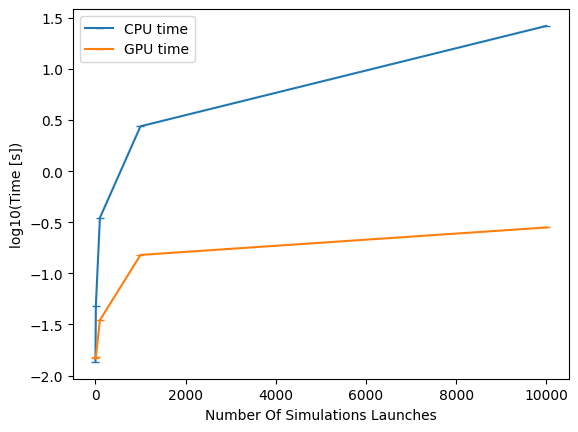 CPU time
GPU time
1.5
1.0
0.5
0.0
−0.5
−1.0
−1.5
−2.0
log10(Time [s])
0 2000 4000 6000 8000 10000
Number Of Simulations Launches